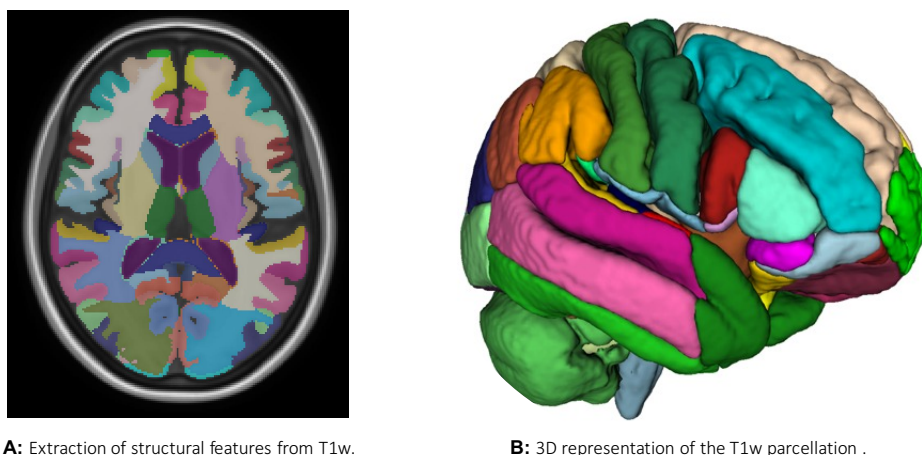 A: Extraction of structural features from T1w.
B: 3D representation of the T1w parcellation .